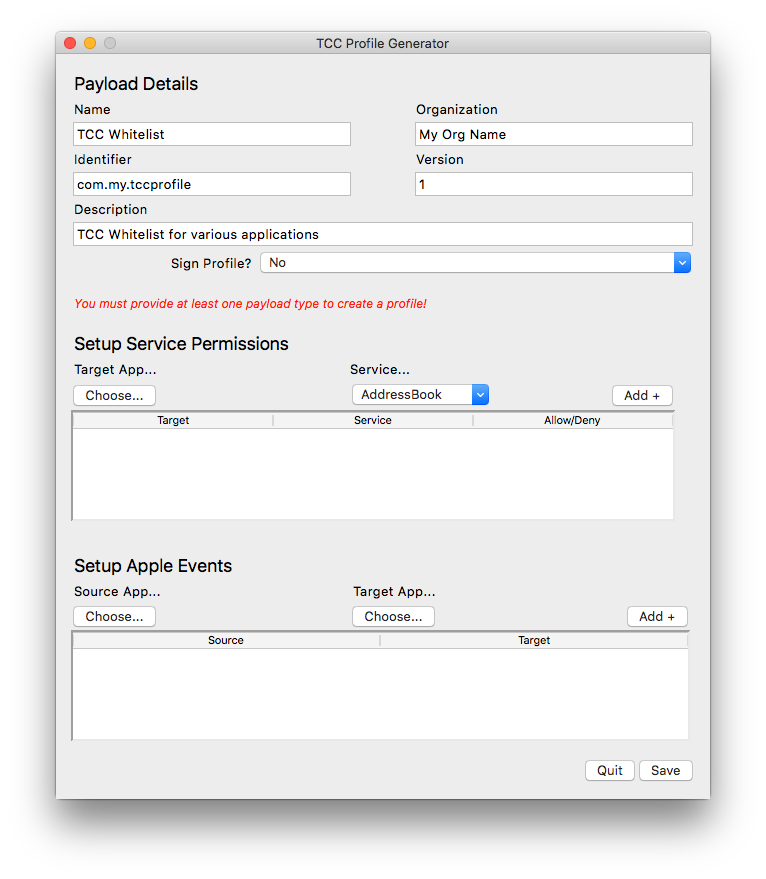 TCC Profile Generator
Payload Details
Name Organization
TCC Whitelist My Org Name
Identifier Version
com.my.tccprofile 1
Description
TCC Whitelist for various applications
Sign Profile? No
You must provide at least one payload type to create a profile!
Setup Service Permissions
Target App... Service...
Choose... AddressBook Add +
Target Service Allow/Deny
Setup Apple Events
Source App... Target App...
Choose... Choose... Add +
Source Target
Quit Save